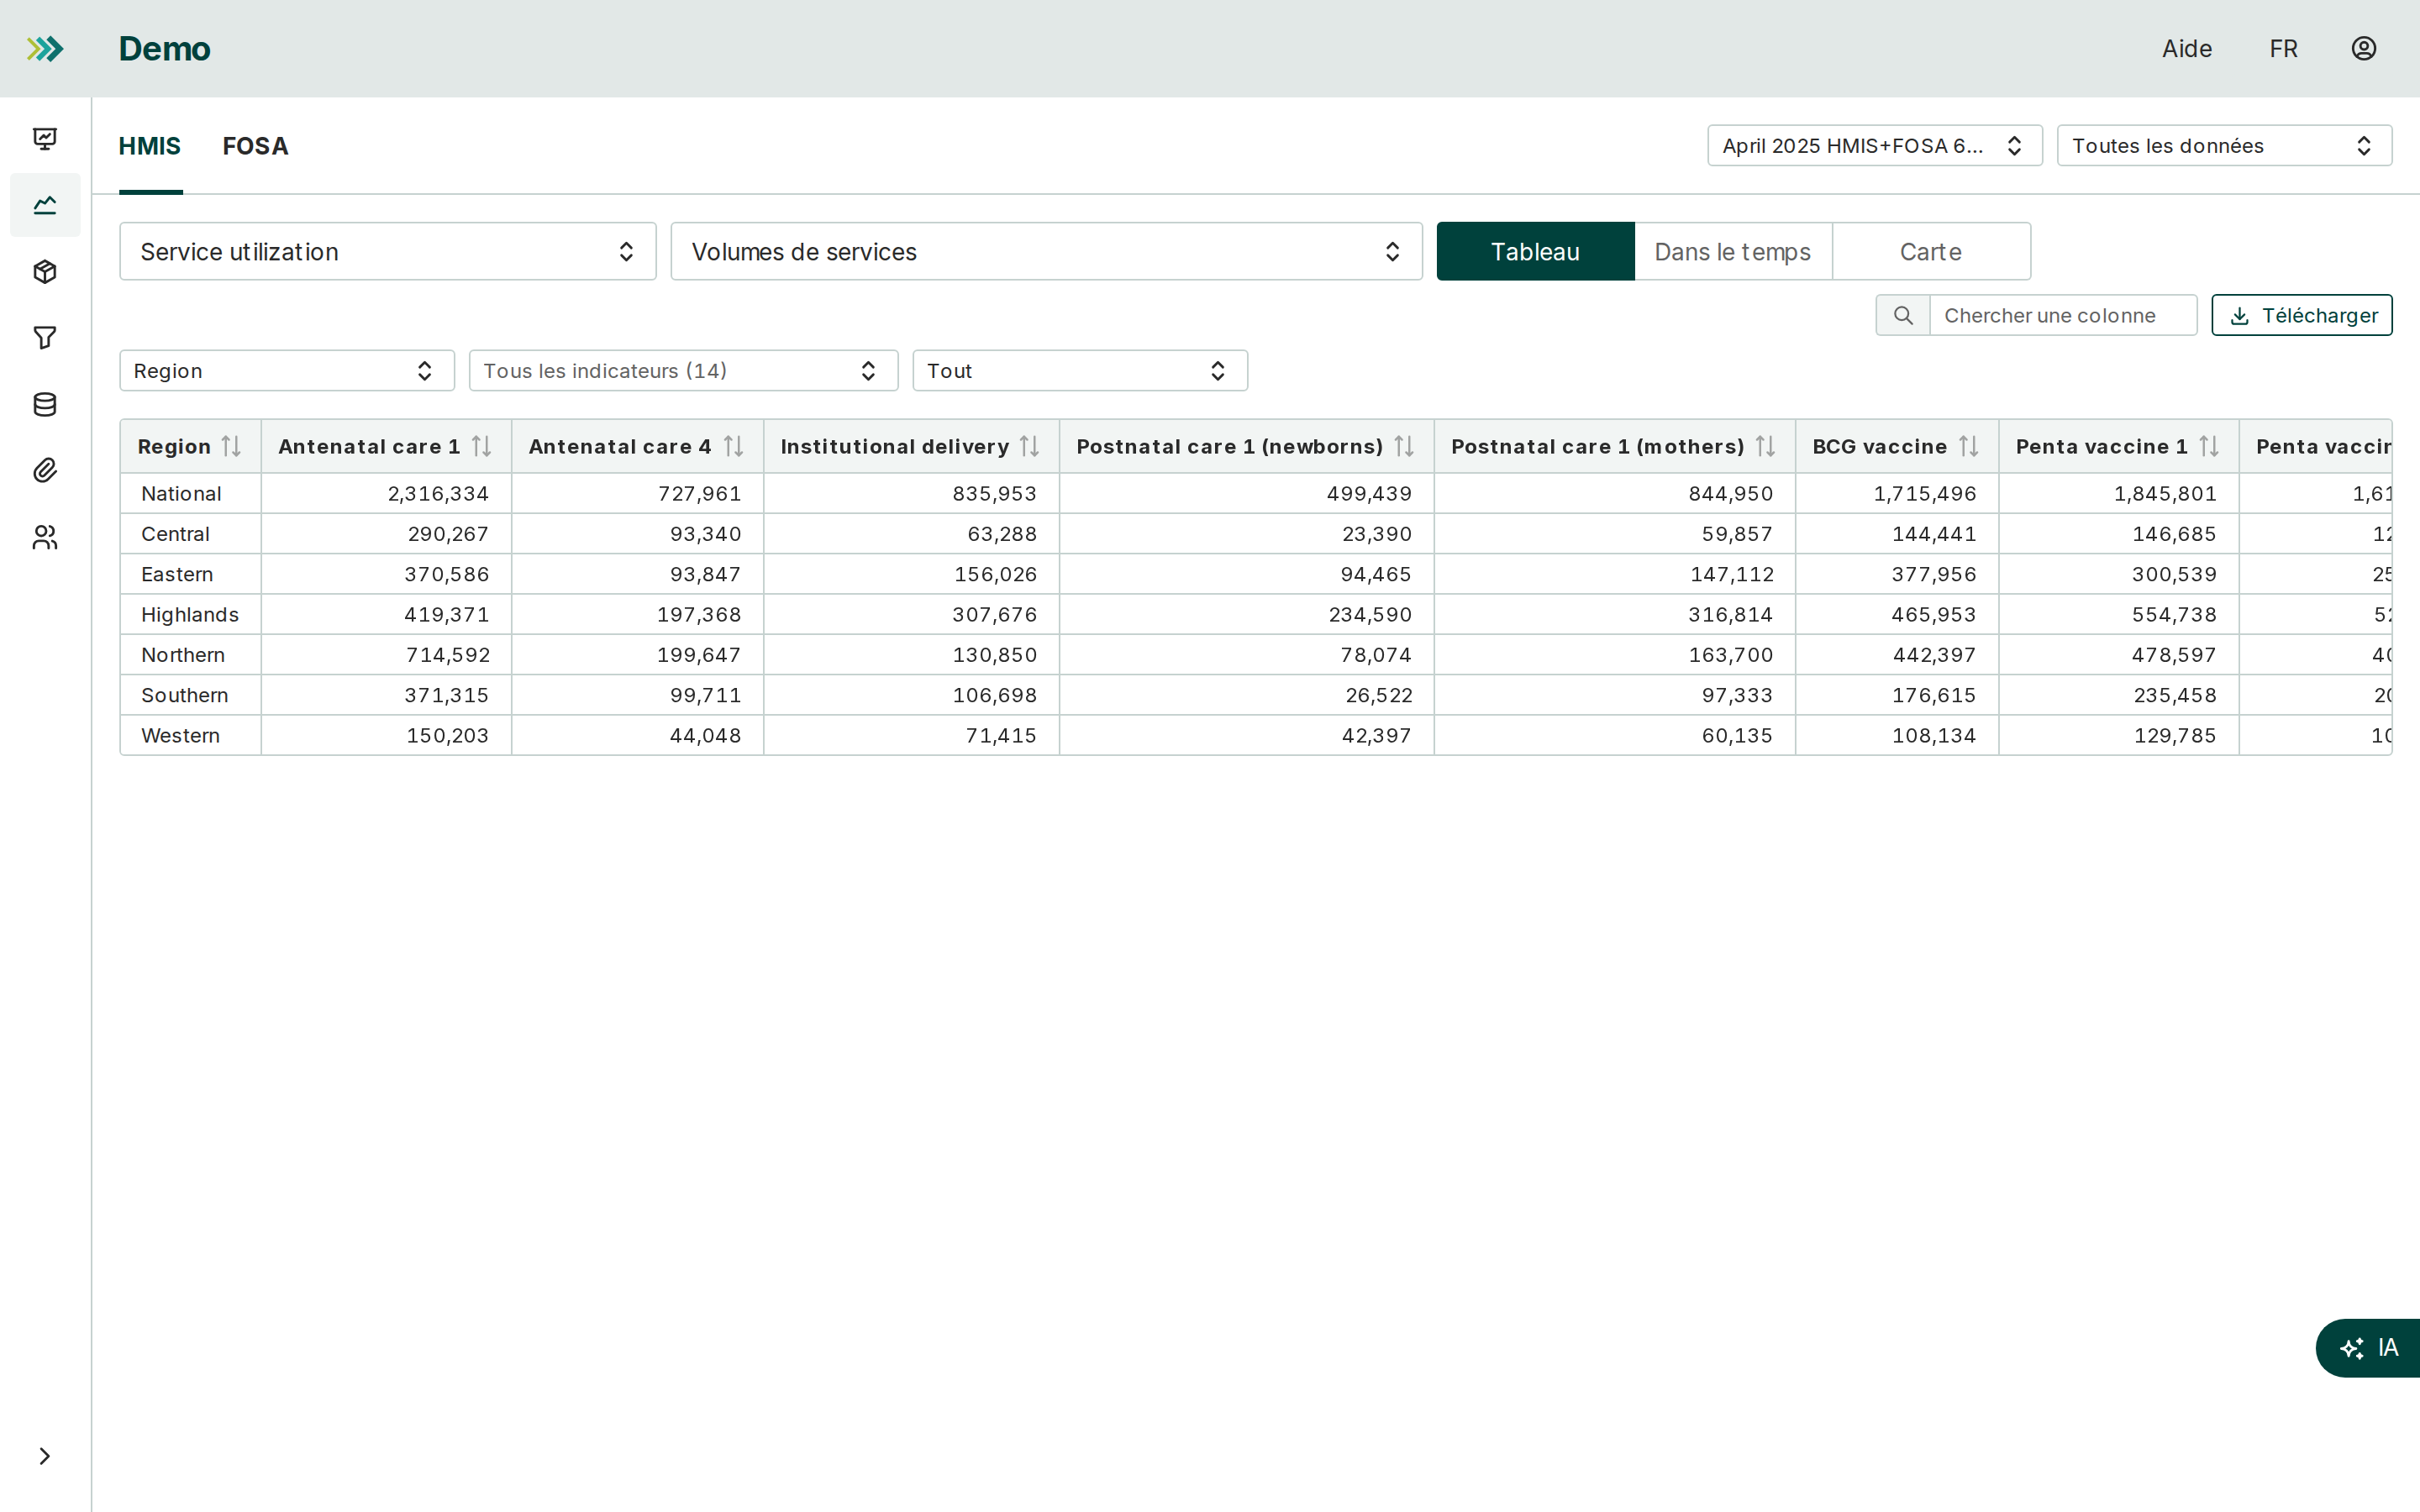 Demo Aide FR
HMIS FOSA April 2025 HMIS+FOSA 6... Toutes les données
Service utilization Volumes de services Tableau Dans le temps Carte
Chercher une colonne Télécharger
Region Tous les indicateurs (14) Tout
Region Antenatal care 1 Antenatal care 4 Institutional delivery Postnatal care 1 (newborns) Postnatal care 1 (mothers) BCG vaccine Penta vaccine 1 Penta
National 2,316,334 727,961 835,953 499,439 844,950 1,715,496 1,845,801
Central 290,267 93,340 63,288 23,390 59,857 144,441 146,685
Eastern 370,586 93,847 156,026 94,465 147,112 377,956 300,539
Highlands 419,371 197,368 307,676 234,590 316,814 465,953 554,738
Northern 714,592 199,647 130,850 78,074 163,700 442,397 478,597
Southern 371,315 99,711 106,698 26,522 97,333 176,615 235,458
Western 150,203 44,048 71,415 42,397 60,135 108,134 129,785
IA